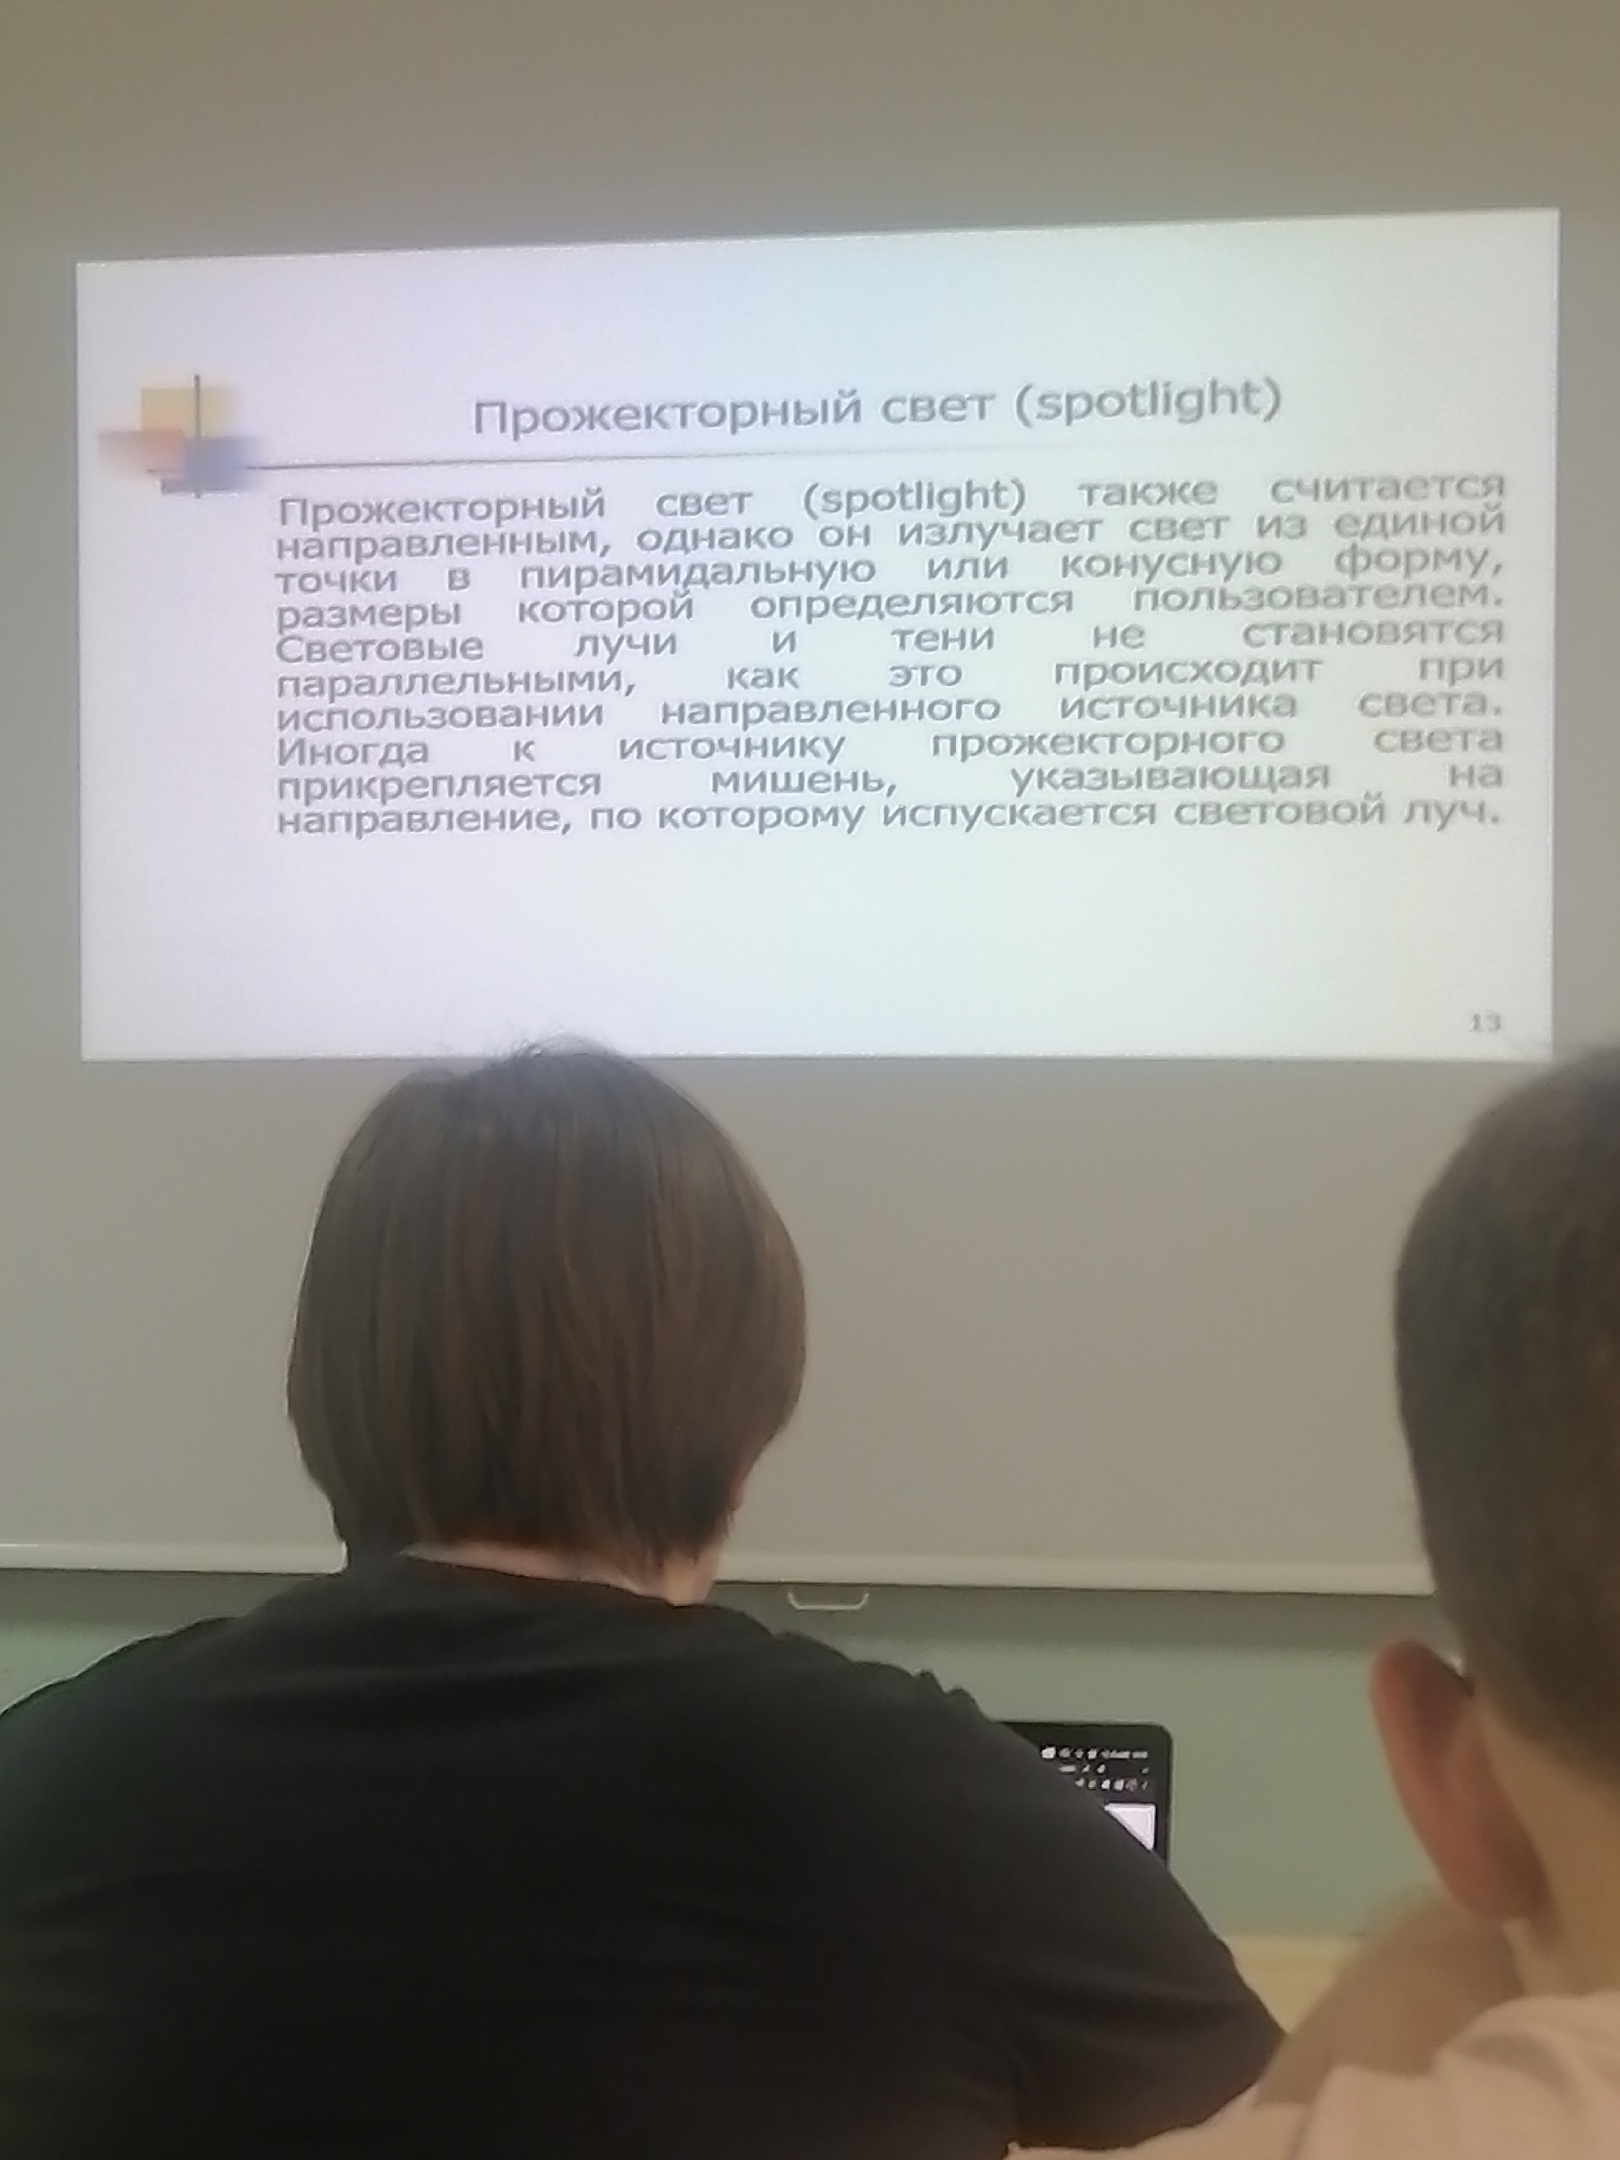 Прожекторный свет (spotlight)
Прожекторный свет (spotlight) также считается
направленным, однако он излучает свет из единой
точки в пирамидальную или конусную форму,
размеры которой определяются пользователем.
Световые лучи и тени не становятся
параллельными, как это происходит при
использовании направленного источника света.
Иногда к источнику прожекторного света
прикрепляется мишень, указывающая на
направление, по которому испускается световой луч.
13